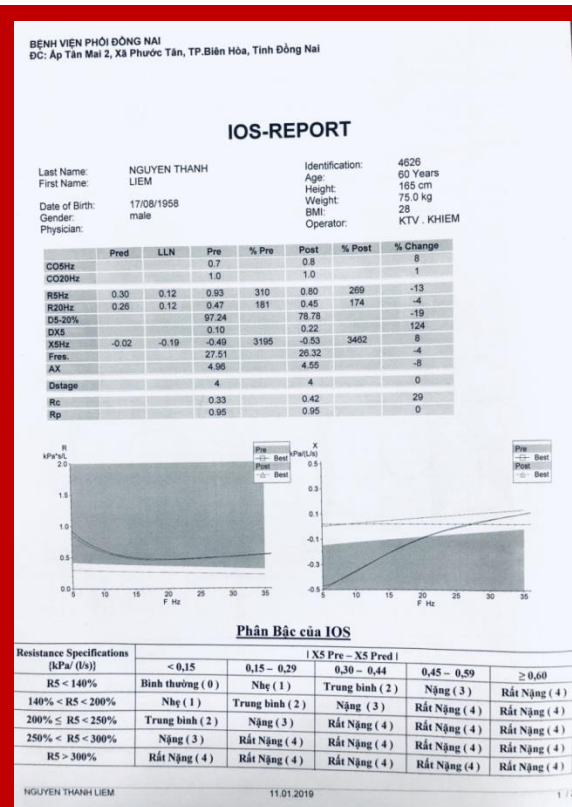 BỆNH VIỆN PHỔI ĐỒNG NAI
ĐC: Ấp Tân Mai 2, Xã Phước Tân, TP.Biên Hòa, Tỉnh Đồng Nai
IOS-REPORT
Last Name: NGUYEN THANH Identification: 4626
First Name: LIEM Age: 60 Years
Height: 165 cm
Date of Birth: 17/08/1958 Weight: 75.0 kg
Gender: male BMI: 28
Physician: Operator: KTV . KHIEM
Pred LLN Pre % Pre Post % Post % Change
CO5Hz 0.7 0.8 8
CO20Hz 1.0 1.0 1
R5Hz 0.30 0.12 0.93 310 0.80 269 -13
R20Hz 0.26 0.12 0.47 181 0.45 174 -4
D5-20% 97.24 78.78 -19
DX5 0.10 0.22 124
X5Hz -0.02 -0.19 -0.49 3195 -0.53 3462 8
Fres. 27.51 26.32 -4
AX 4.96 4.55 -8
Dstage 4 4 0
Rc 0.33 0.42 29
Rp 0.95 0.95 0
R
kPa*s/L
2.0
1.5
1.0
0.5
0.0
5 10 15 20 25 30 35
F Hz
Pre
Best
Post
Best
X
kPa/(L/s)
0.5
0.3
0.1
-0.1
-0.3
-0.5
5 10 15 20 25 30 35
F Hz
Pre
Best
Post
Best
Phân Bậc của IOS
Resistance Specifications {kPa/ (l/s)} | X5 Pre – X5 Pred |
< 0,15 0,15 – 0,29 0,30 – 0,44 0,45 – 0,59 ≥ 0,60
R5 < 140% Bình thường ( 0 ) Nhẹ ( 1 ) Trung bình ( 2 ) Nặng ( 3 ) Rất Nặng ( 4 )
140% < R5 < 200% Nhẹ ( 1 ) Trung bình ( 2 ) Nặng ( 3 ) Rất Nặng ( 4 ) Rất Nặng ( 4 )
200% ≤ R5 < 250% Trung bình ( 2 ) Nặng ( 3 ) Rất Nặng ( 4 ) Rất Nặng ( 4 ) Rất Nặng ( 4 )
250% < R5 < 300% Nặng ( 3 ) Rất Nặng ( 4 ) Rất Nặng ( 4 ) Rất Nặng ( 4 ) Rất Nặng ( 4 )
R5 > 300% Rất Nặng ( 4 ) Rất Nặng ( 4 ) Rất Nặng ( 4 ) Rất Nặng (4 ) Rất Nặng ( 4 )
NGUYEN THANH LIEM 11.01.2019 1 /